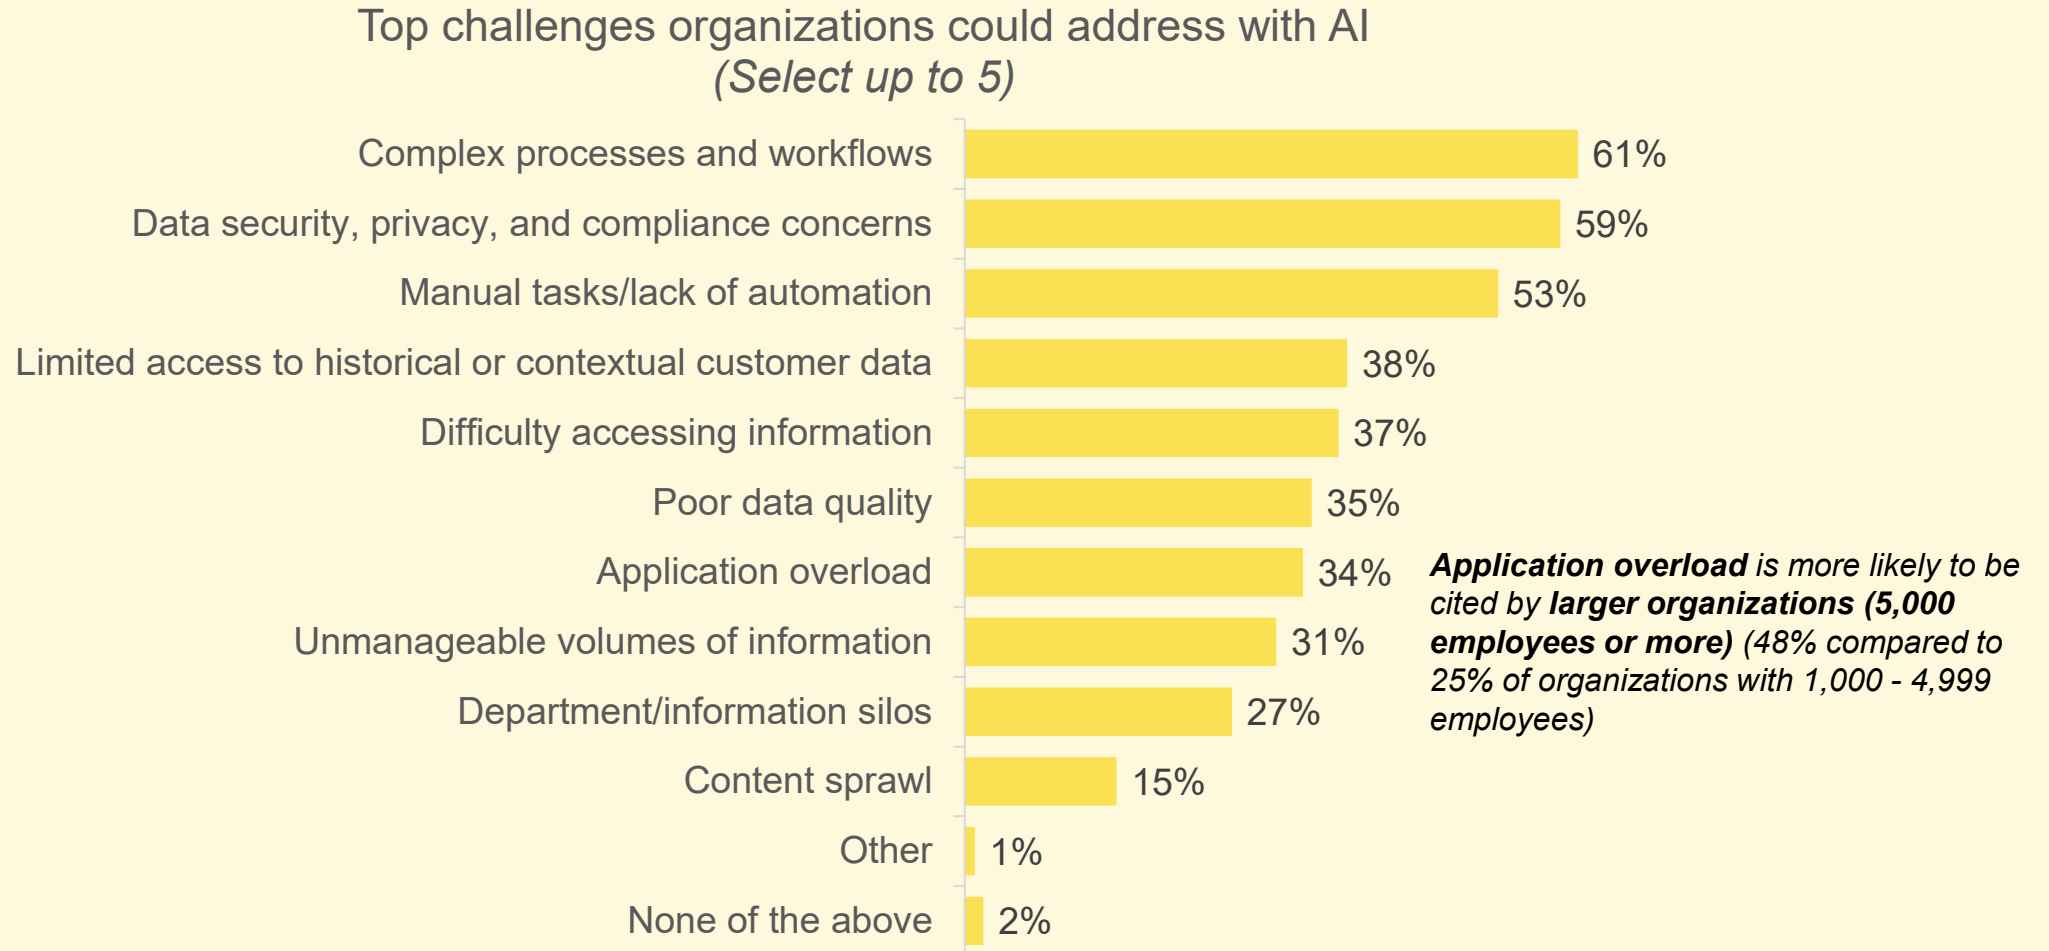 Top challenges organizations could address with AI
(Select up to 5)
Complex processes and workflows 61%
Data security, privacy, and compliance concerns 59%
Manual tasks/lack of automation 53%
Limited access to historical or contextual customer data 38%
Difficulty accessing information 37%
Poor data quality 35%
Application overload 34%
Unmanageable volumes of information 31%
Department/information silos 27%
Content sprawl 15%
Other 1%
None of the above 2%
Application overload is more likely to be
cited by larger organizations (5,000
employees or more) (48% compared to
25% of organizations with 1,000 - 4,999
employees)